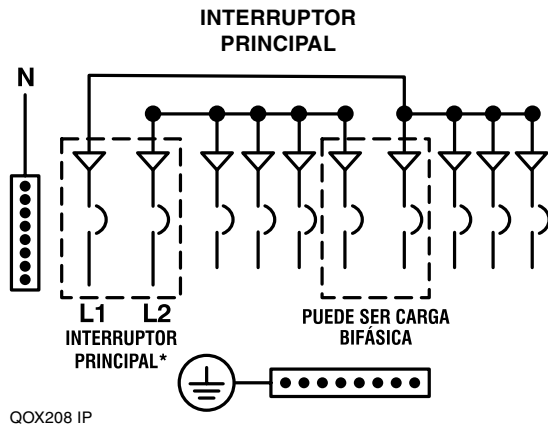 INTERRUPTOR
PRINCIPAL
N
L1 L2
INTERRUPTOR
PRINCIPAL*
PUEDE SER CARGA
BIFÁSICA
QOX208 IP